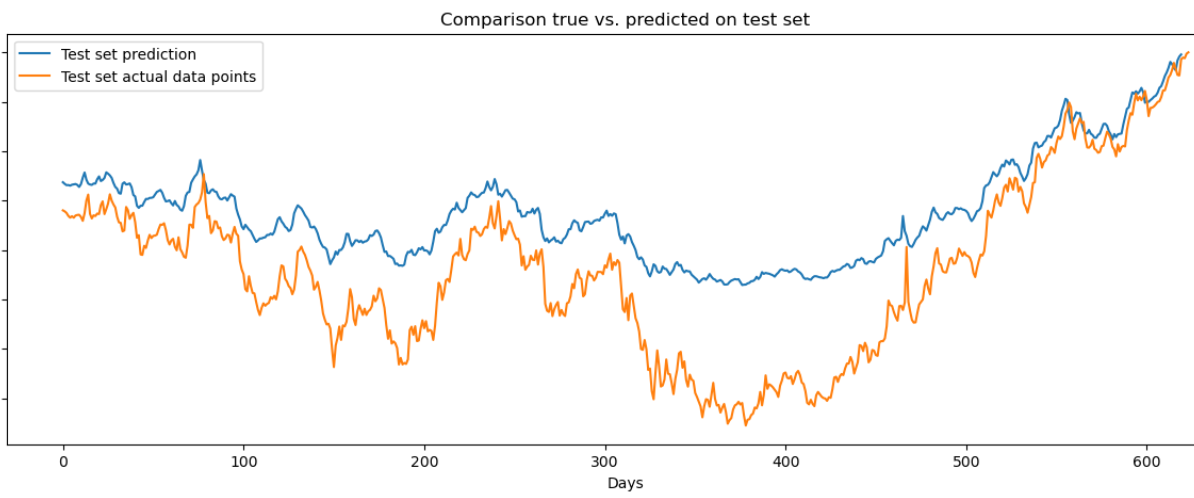 Comparison true vs. predicted on test set
Test set prediction
Test set actual data points
0 100 200 300 400 500 600
Days